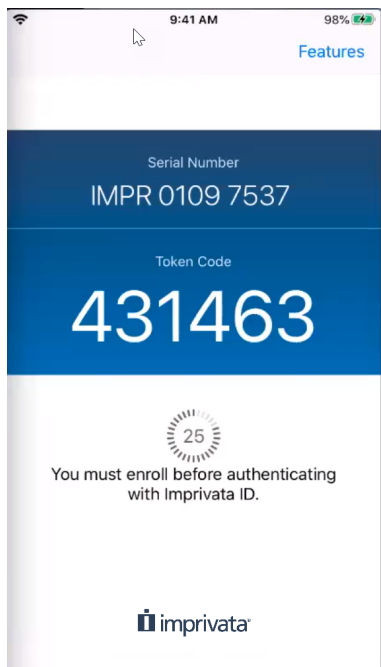 9:41 AM 98%
Features
Serial Number
IMPR 0109 7537
Token Code
431463
25
You must enroll before authenticating
with Imprivata ID.
imprivata®